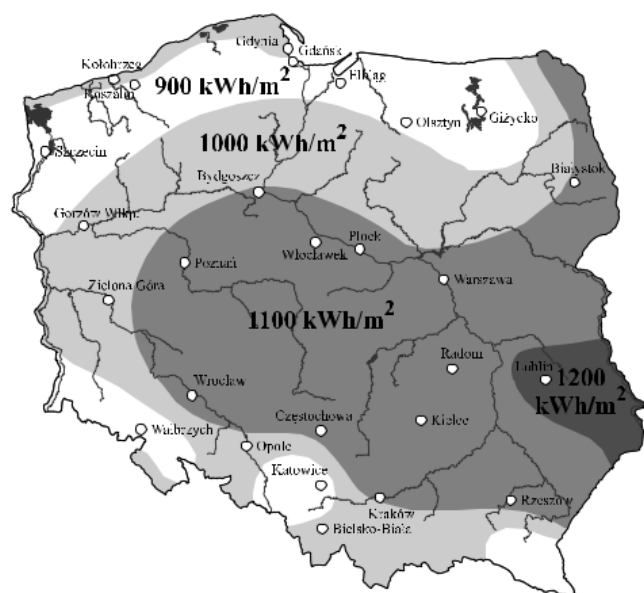 Gdynia
Gdańsk
Kołobrzeg
Koszalin
900 kWh/m²
Elbląg
Olsztyn
Giżycko
1000 kWh/m²
Szczecin
Bydgoszcz
Białystok
Gorzów Wlkp.
Włocławek
Płock
Poznań
Warszawa
Zielona Góra
1100 kWh/m²
Radom
Lublin
1200
kWh/m²
Wrocław
Częstochowa
Kielce
Wałbrzych
Opole
Katowice
Kraków
Rzeszów
Bielsko-Biała